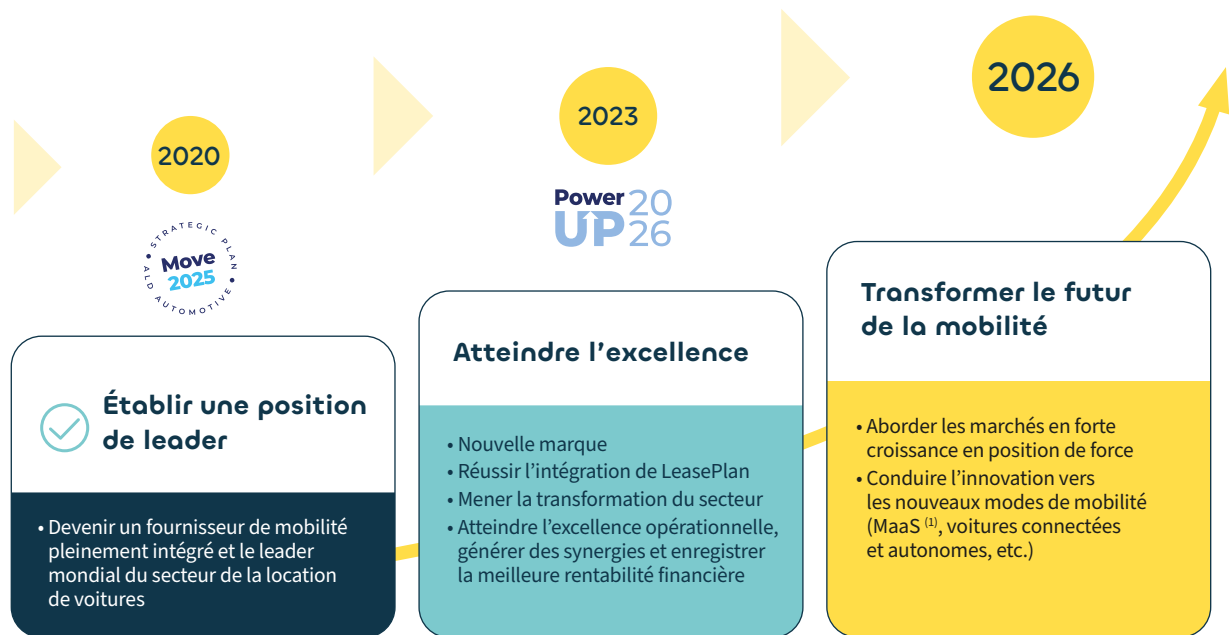 2020
STRATEGIC PLAN
Move
2025
ALD AUTOMOTIVE
Établir une position
de leader
• Devenir un fournisseur de mobilité
pleinement intégré et le leader
mondial du secteur de la location
de voitures
2023
Power 20
UP 26
Atteindre l’excellence
• Nouvelle marque
• Réussir l’intégration de LeasePlan
• Mener la transformation du secteur
• Atteindre l’excellence opérationnelle,
générer des synergies et enregistrer
la meilleure rentabilité financière
2026
Transformer le futur
de la mobilité
• Aborder les marchés en forte
croissance en position de force
• Conduire l’innovation vers
les nouveaux modes de mobilité
(MaaS (1), voitures connectées
et autonomes, etc.)